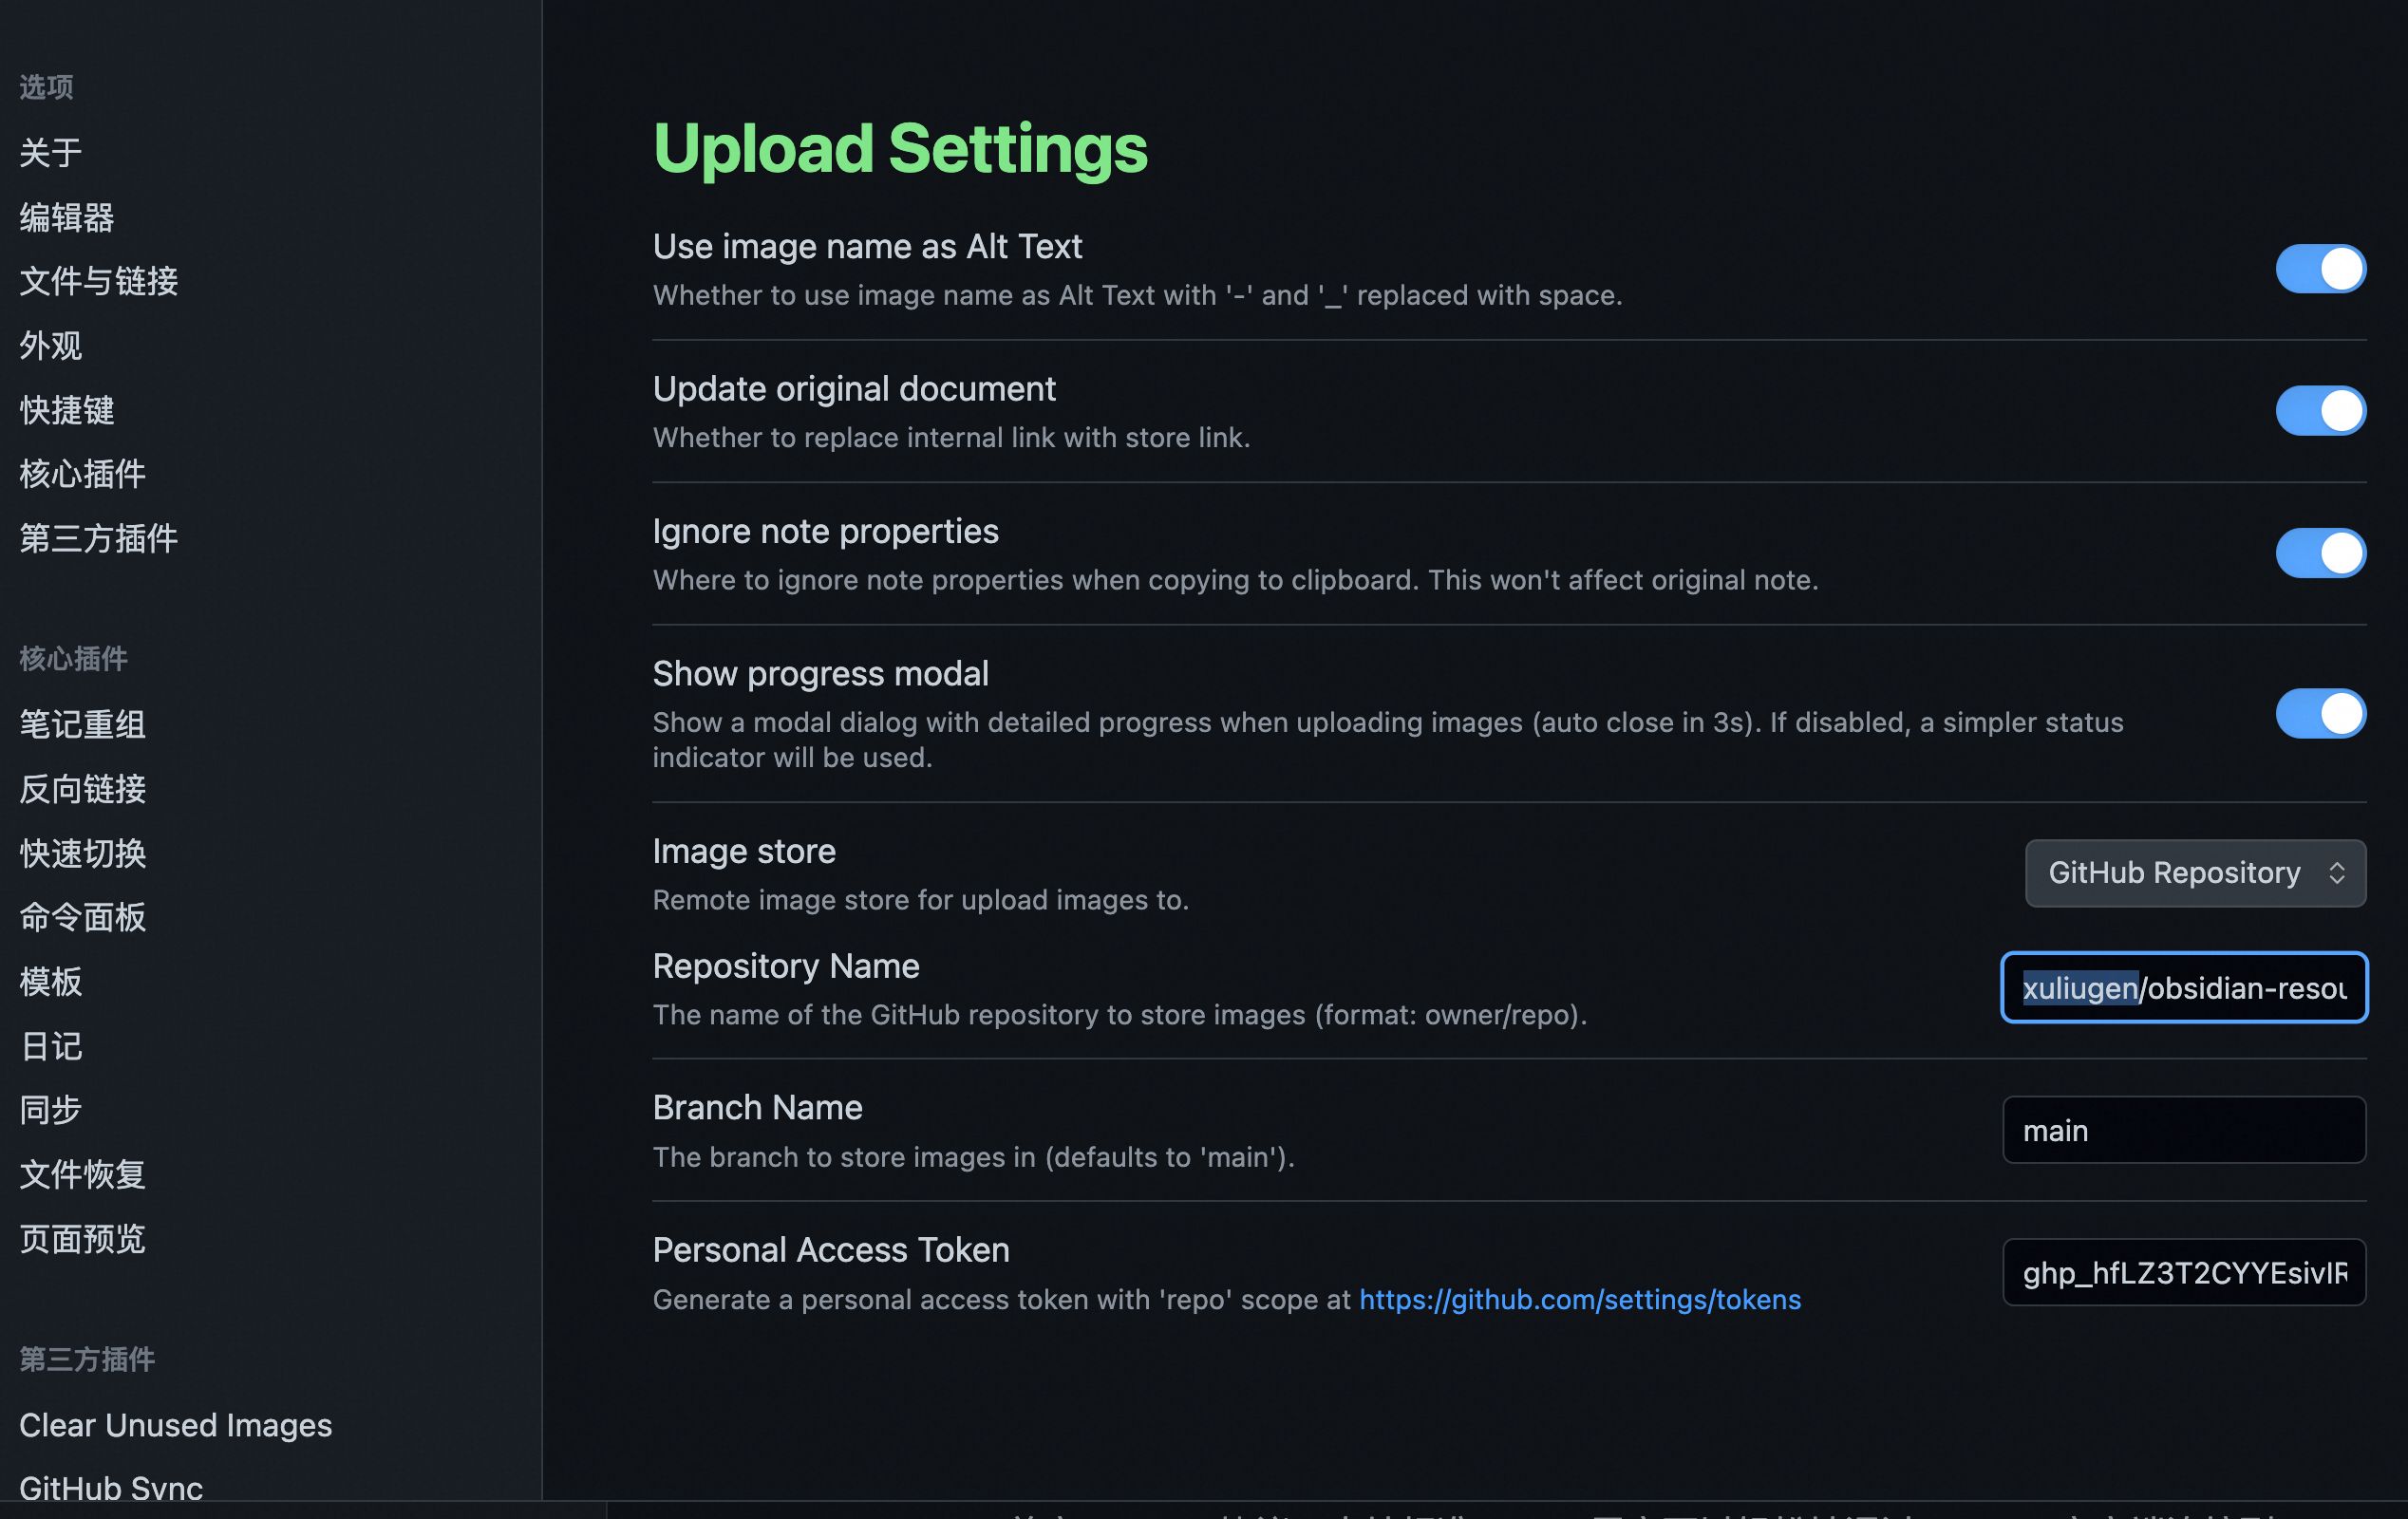 选项
关于
编辑器
文件与链接
外观
快捷键
核心插件
第三方插件
核心插件
笔记重组
反向链接
快速切换
命令面板
模板
日记
同步
文件恢复
页面预览
第三方插件
Clear Unused Images
GitHub Sync
Upload Settings
Use image name as Alt Text
Whether to use image name as Alt Text with '-' and '_' replaced with space.
Update original document
Whether to replace internal link with store link.
Ignore note properties
Where to ignore note properties when copying to clipboard. This won't affect original note.
Show progress modal
Show a modal dialog with detailed progress when uploading images (auto close in 3s). If disabled, a simpler status
indicator will be used.
Image store
Remote image store for upload images to.
GitHub Repository
Repository Name
The name of the GitHub repository to store images (format: owner/repo).
xuliugen/obsidian-resou
Branch Name
The branch to store images in (defaults to 'main').
main
Personal Access Token
Generate a personal access token with 'repo' scope at https://github.com/settings/tokens
ghp_hfLZ3T2CYYEsivIR